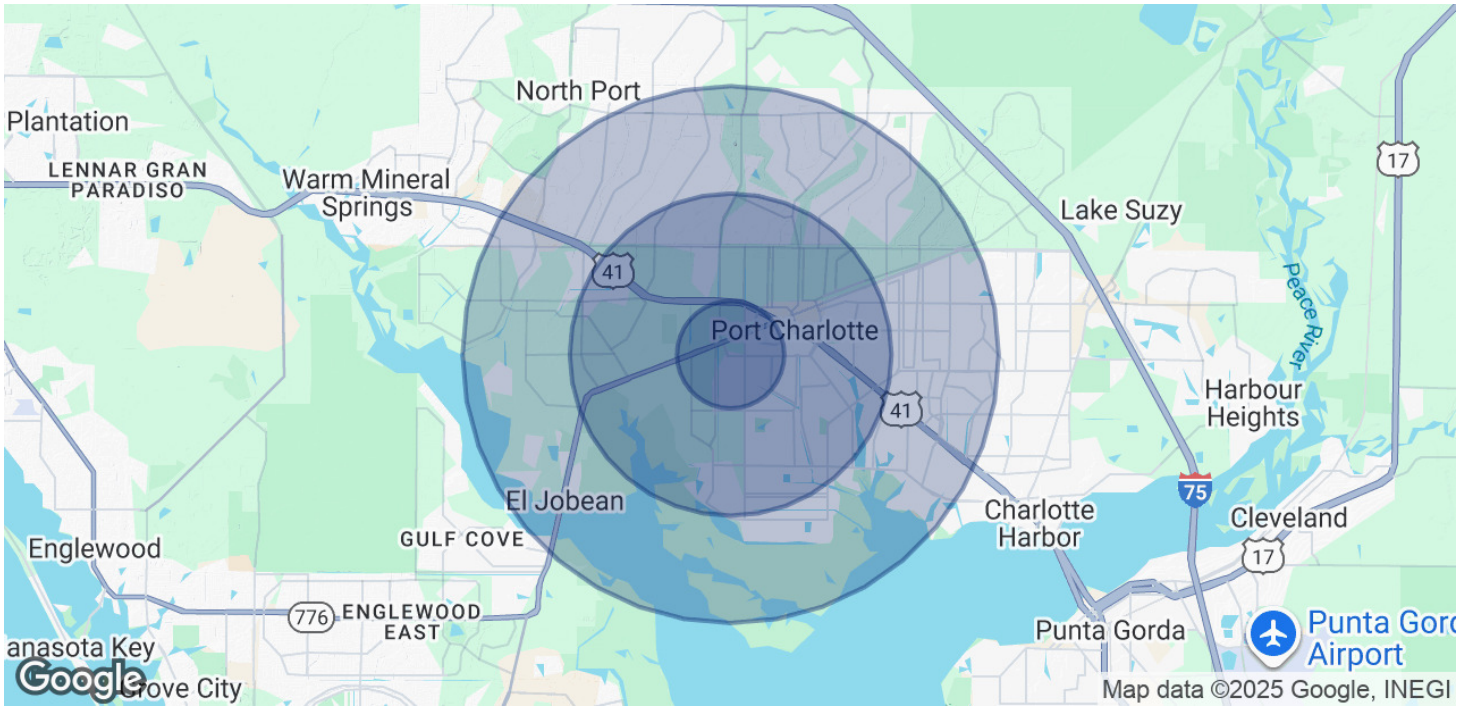 North Port
Plantation
LENNAR GRAN
PARADISO
Warm Mineral
Springs
17
Lake Suzy
41
Peace River
Port Charlotte
Harbour
Heights
41
El Jobean
75
Charlotte
Harbor
Cleveland
GULF COVE
Englewood
17
776
ENGLEWOOD
EAST
Punta Gorda
Punta Gord
Airport
anasota Key
Grove City
Google
Map data ©2025 Google, INEGI